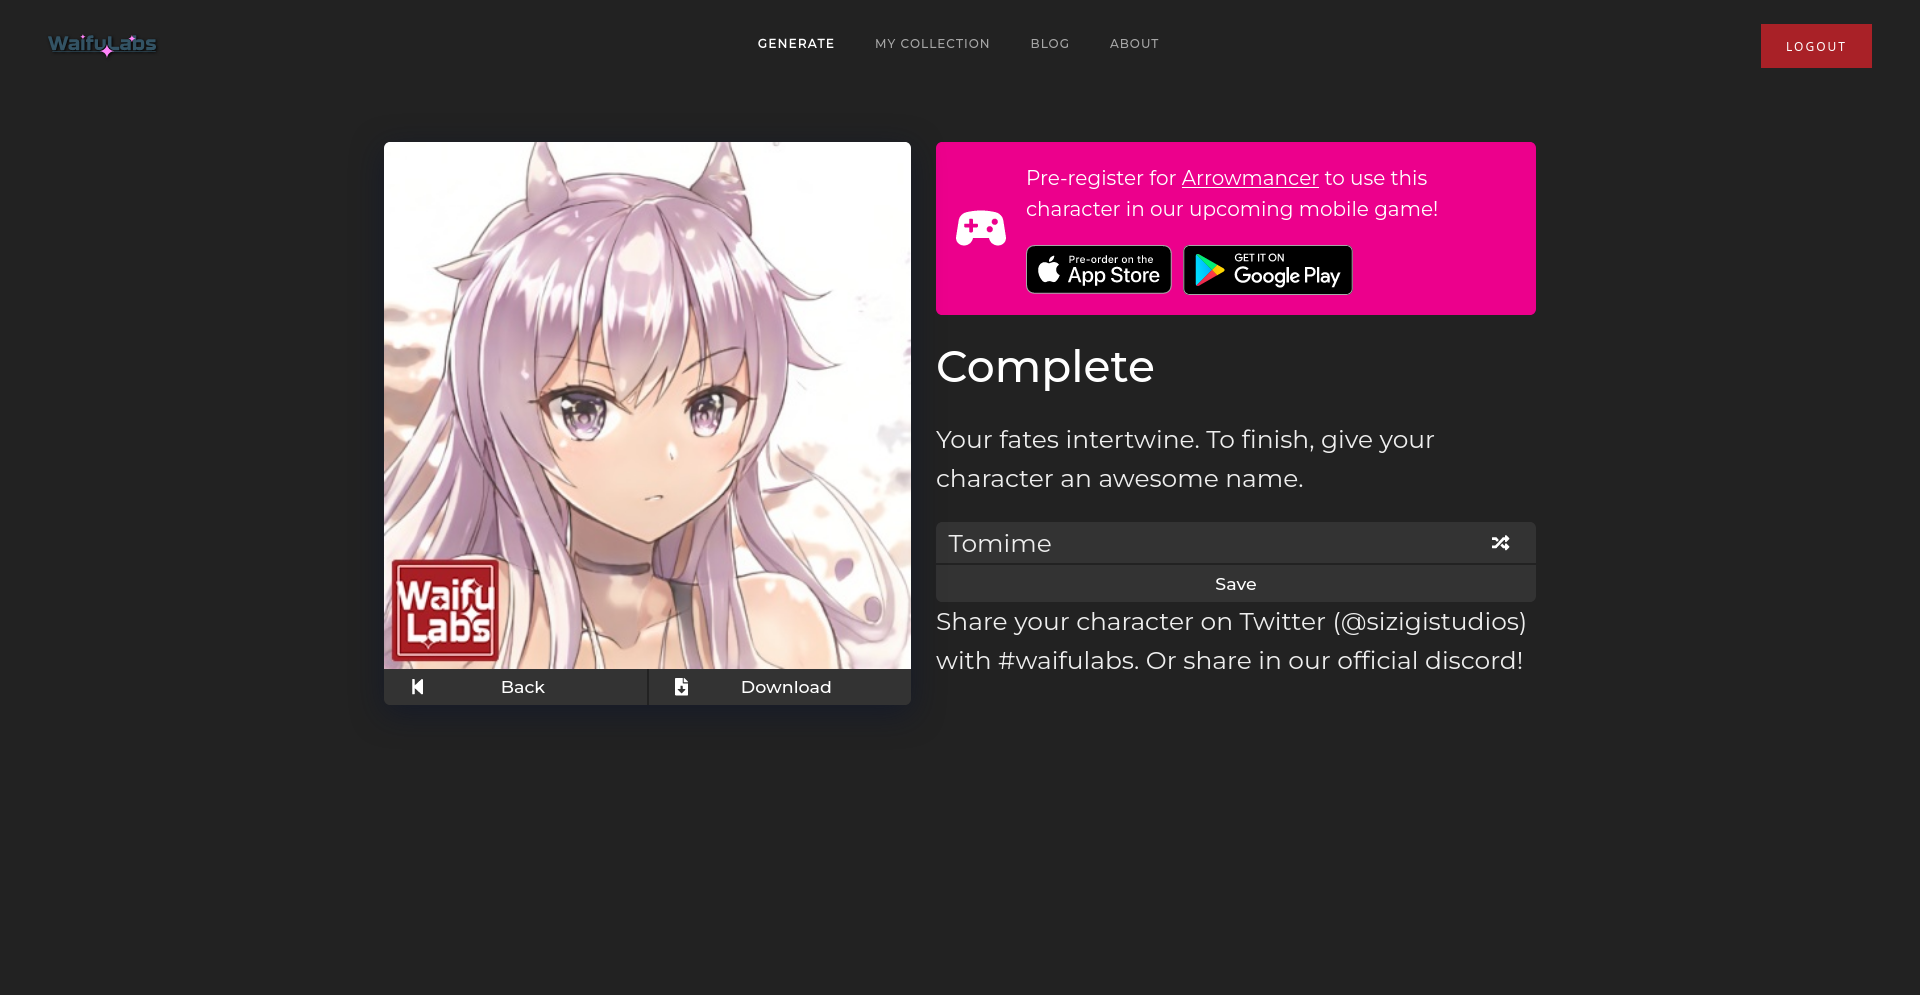 WaifuLabs
GENERATE
MY COLLECTION
BLOG
ABOUT
LOGOUT
Waifu
Labs
Back
Download
Pre-register for Arrowmancer to use this
character in our upcoming mobile game!
Pre-order on the
App Store
GET IT ON
Google Play
Complete
Your fates intertwine. To finish, give your
character an awesome name.
Tomime
Save
Share your character on Twitter (@sizigistudios)
with #waifulabs. Or share in our official discord!